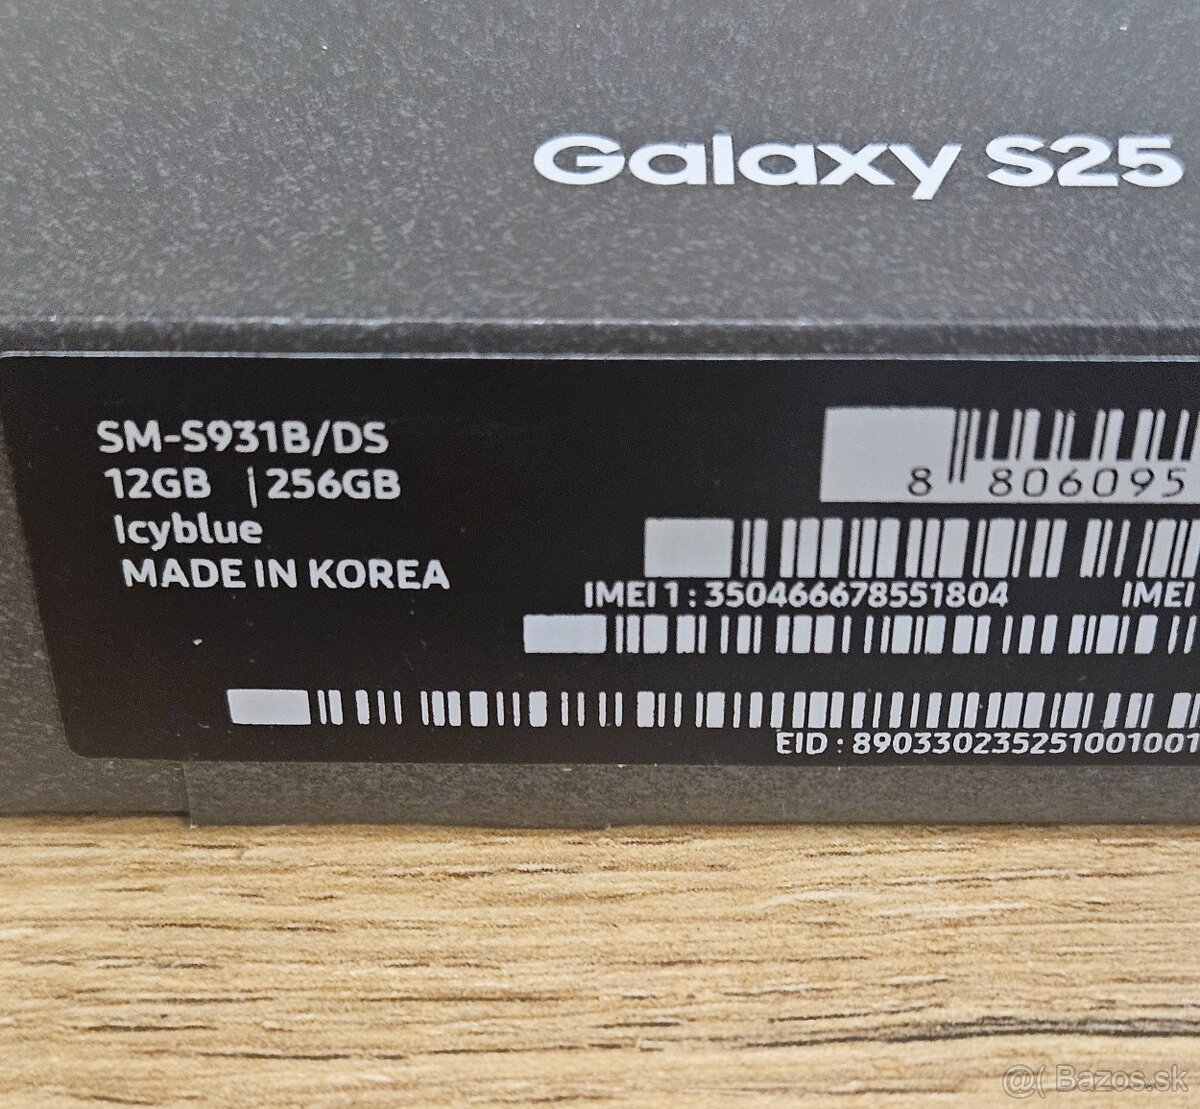 Galaxy S25
SM-S931B/DS
12GB | 256GB
Icyblue
MADE IN KOREA
8 806095
IMEI 1 : 350466678551804 IMEI
EID : 890330235251001001
@( Bazos.sk